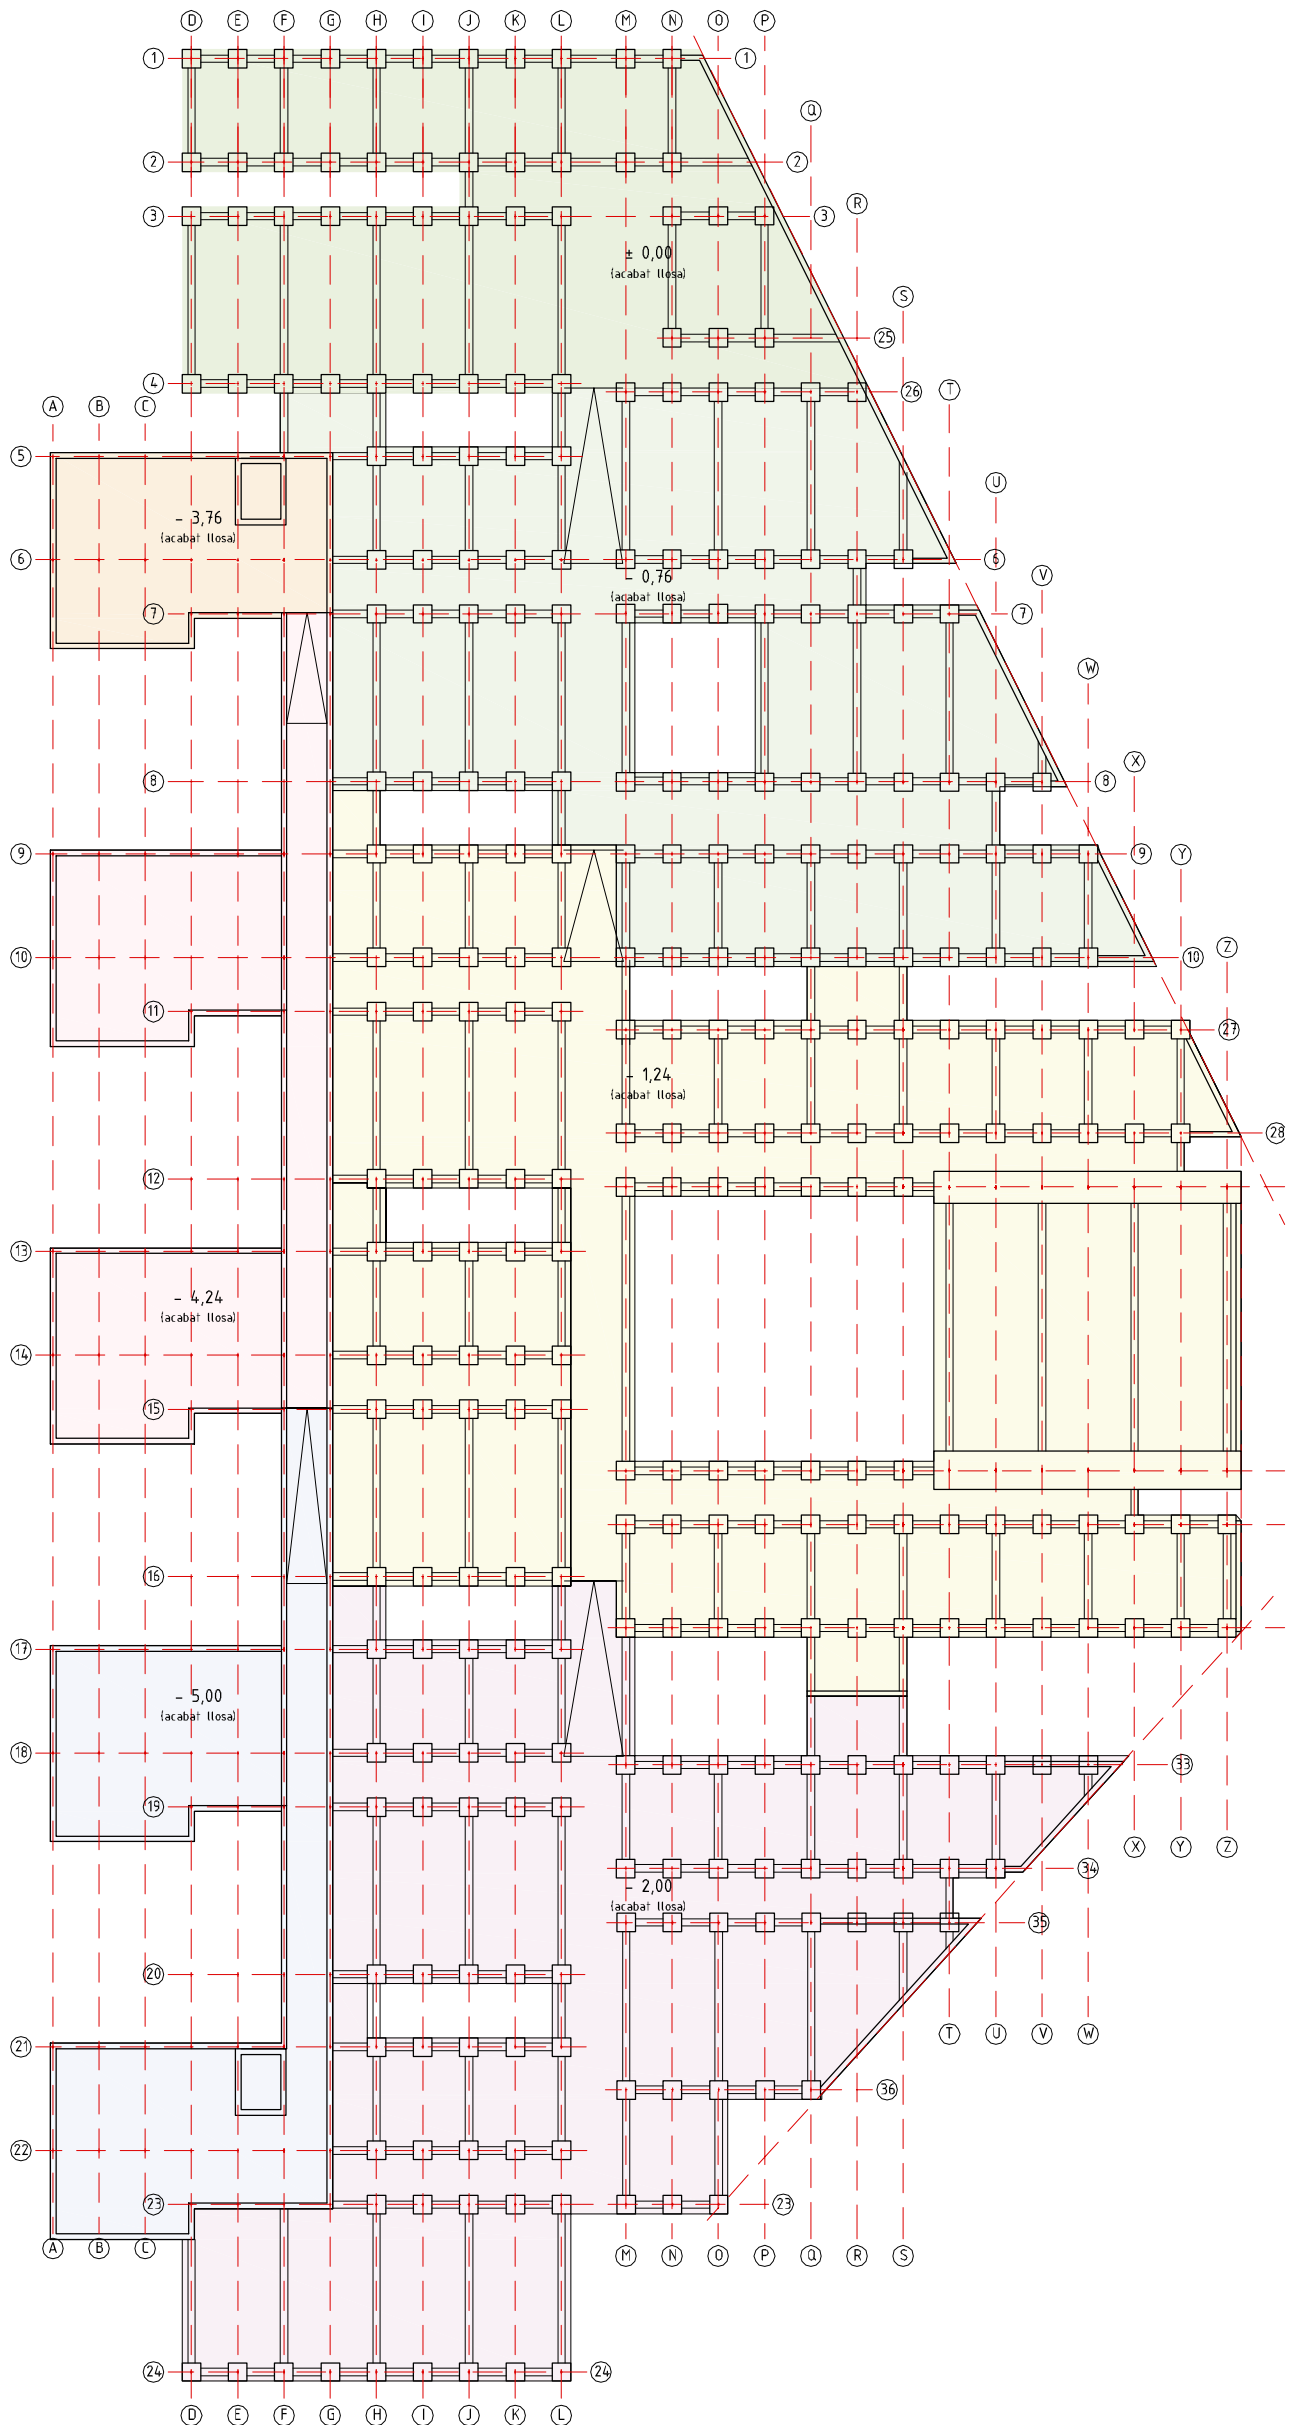 D E F G H I J K L M N O P
1 1
Q
2 2
R
3 3
± 0,00
(acabat llosa)
S
25
4 26 T
A B C
5
U
- 3,76
(acabat llosa)
6 6
- 0,76
(acabat llosa)
V
7 7
W
X
8 8
9 9 Y
Z
10 10
11
27
- 1,24
(acabat llosa)
28
12
13
- 4,24
(acabat llosa)
14
15
16
17
- 5,00
(acabat llosa)
18 33
19
X Y Z
34
- 2,00
(acabat llosa)
35
20
T U V W
21
36
22
23 23
A B C
M N O P Q R S
24 24
D E F G H I J K L